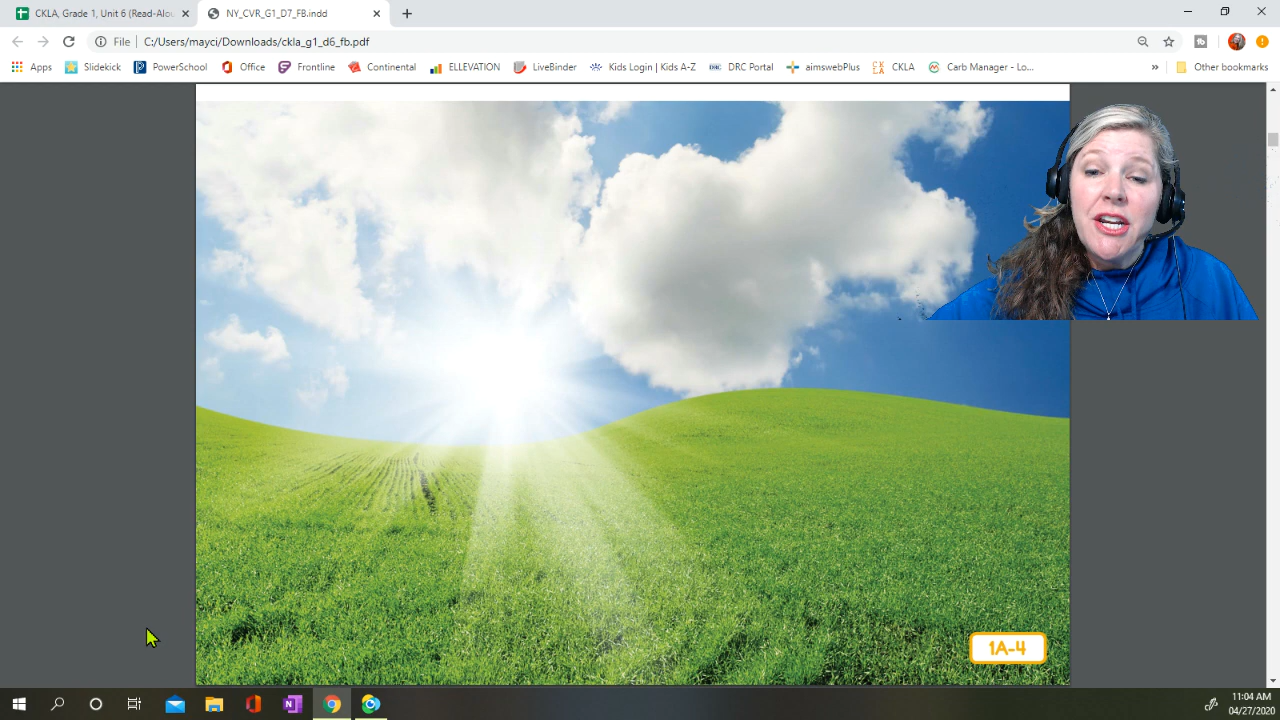 CKLA, Grade 1, Unit 6 (Read-Alou
NY_CVR_G1_D7_FB.indd
File
C:/Users/mayci/Downloads/ckla_g1_d6_fb.pdf
Apps
Sidekick
PowerSchool
Office
Frontline
Continental
ELLEVATION
LiveBinder
Kids Login | Kids A-Z
DRC Portal
aimswebPlus
CKLA
Carb Manager - Lo...
»
Other bookmarks
1A-4
11:04 AM
04/27/2020